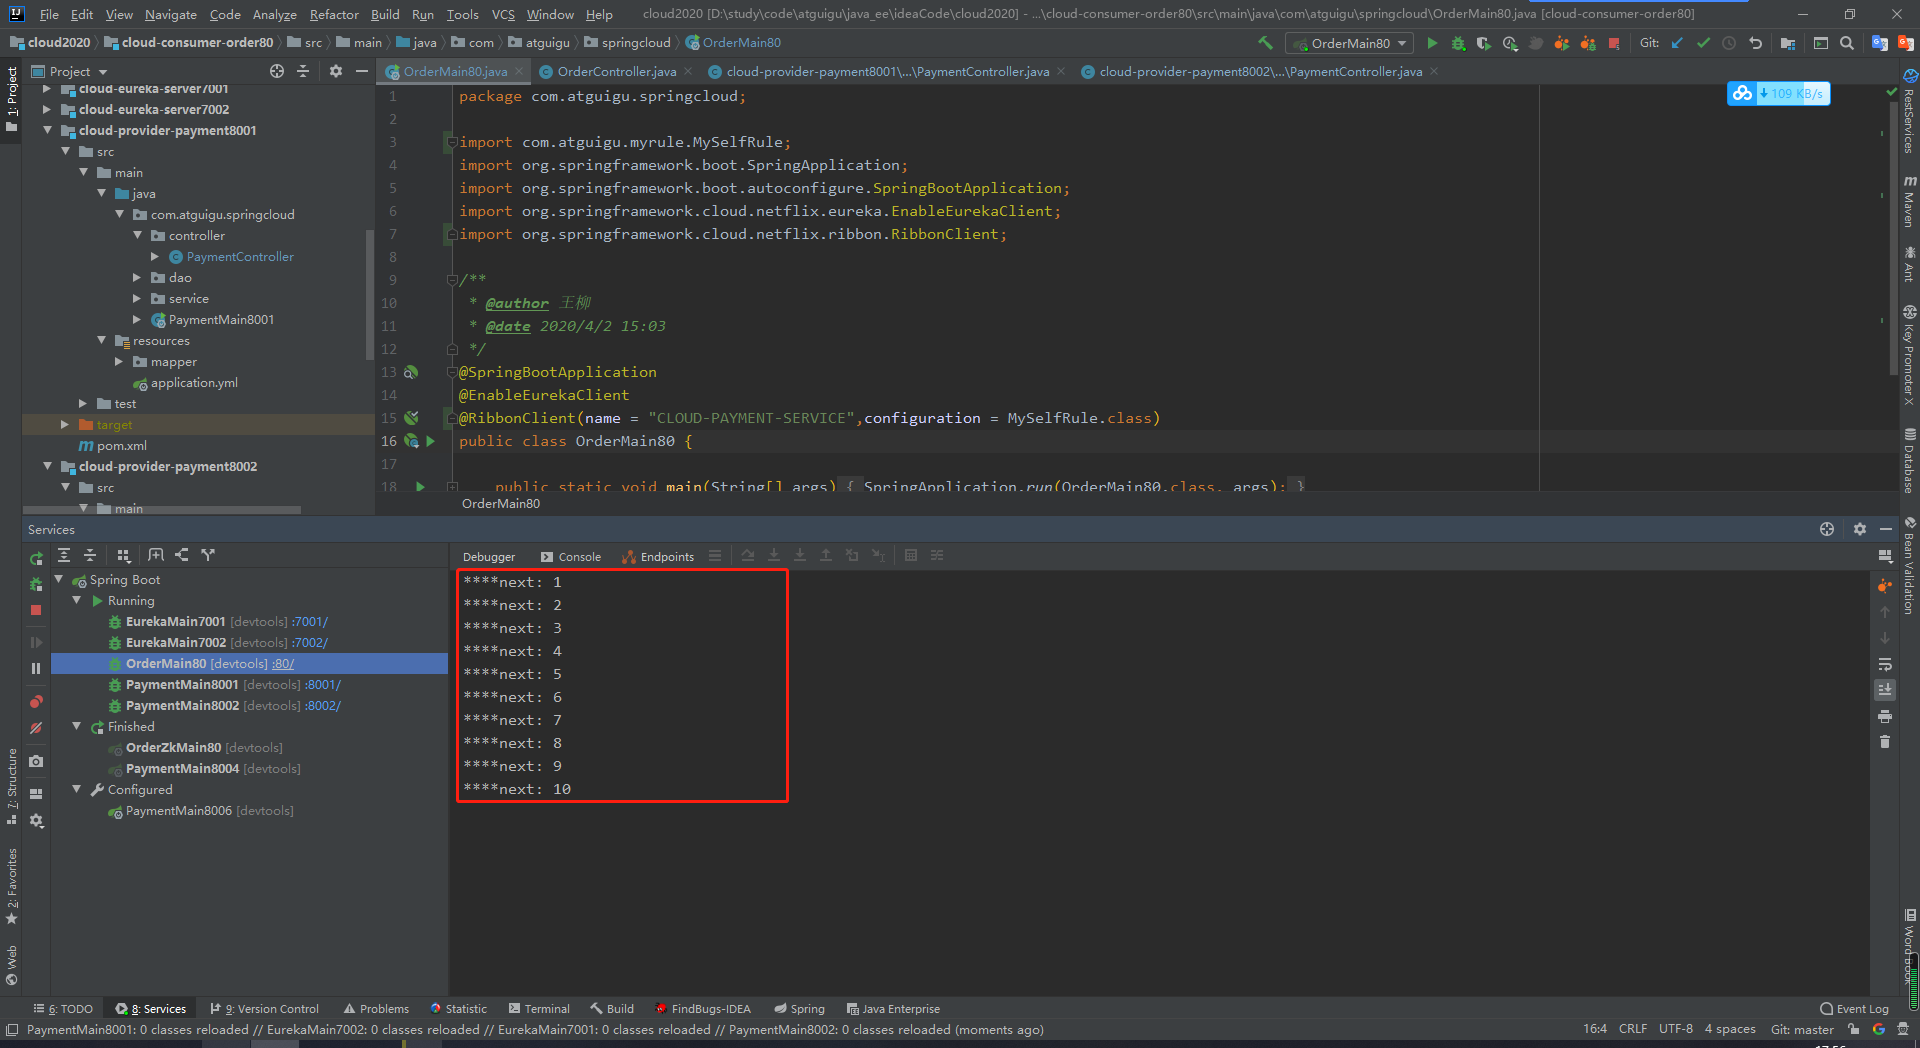 File Edit View Navigate Code Analyze Refactor Build Run Tools VCS Window Help cloud2020 [D:\study\code\atguigu\java_ee\ideaCode\cloud2020] - ...\cloud-consumer-order80\src\main\java\com\atguigu\springcloud\OrderMain80.java [cloud-consumer-order80]
cloud2020 cloud-consumer-order80 src main java com atguigu springcloud OrderMain80 OrderMain80 Git:
Project OrderMain80.java OrderController.java cloud-provider-payment8001\...\PaymentController.java cloud-provider-payment8002\...\PaymentController.java
1: Project
cloud-eureka-server7001
cloud-eureka-server7002
cloud-provider-payment8001
src
main
java
com.atguigu.springcloud
controller
PaymentController
dao
service
PaymentMain8001
resources
mapper
application.yml
test
target
pom.xml
cloud-provider-payment8002
src
main
1 package com.atguigu.springcloud;
2
3 import com.atguigu.myrule.MySelfRule;
4 import org.springframework.boot.SpringApplication;
5 import org.springframework.boot.autoconfigure.SpringBootApplication;
6 import org.springframework.cloud.netflix.eureka.EnableEurekaClient;
7 import org.springframework.cloud.netflix.ribbon.RibbonClient;
8
9 /**
10 * @author 王柳
11 * @date 2020/4/2 15:03
12 */
13 @SpringBootApplication
14 @EnableEurekaClient
15 @RibbonClient(name = "CLOUD-PAYMENT-SERVICE",configuration = MySelfRule.class)
16 public class OrderMain80 {
17
18 public static void main(String[] args) { SpringApplication.run(OrderMain80.class, args); }
OrderMain80
109 KB/s
RestServices
Maven
Ant
Key Promoter X
Database
Bean Validation
Word Book
Services
Debugger Console Endpoints
Spring Boot
Running
EurekaMain7001 [devtools] :7001/
EurekaMain7002 [devtools] :7002/
OrderMain80 [devtools] :80/
PaymentMain8001 [devtools] :8001/
PaymentMain8002 [devtools] :8002/
Finished
OrderZkMain80 [devtools]
PaymentMain8004 [devtools]
Configured
PaymentMain8006 [devtools]
****next: 1
****next: 2
****next: 3
****next: 4
****next: 5
****next: 6
****next: 7
****next: 8
****next: 9
****next: 10
7: Structure
2: Favorites
Web
6: TODO 8: Services 9: Version Control Problems Statistic Terminal Build FindBugs-IDEA Spring Java Enterprise Event Log
PaymentMain8001: 0 classes reloaded // EurekaMain7002: 0 classes reloaded // EurekaMain7001: 0 classes reloaded // PaymentMain8002: 0 classes reloaded (moments ago) 16:4 CRLF UTF-8 4 spaces Git: master